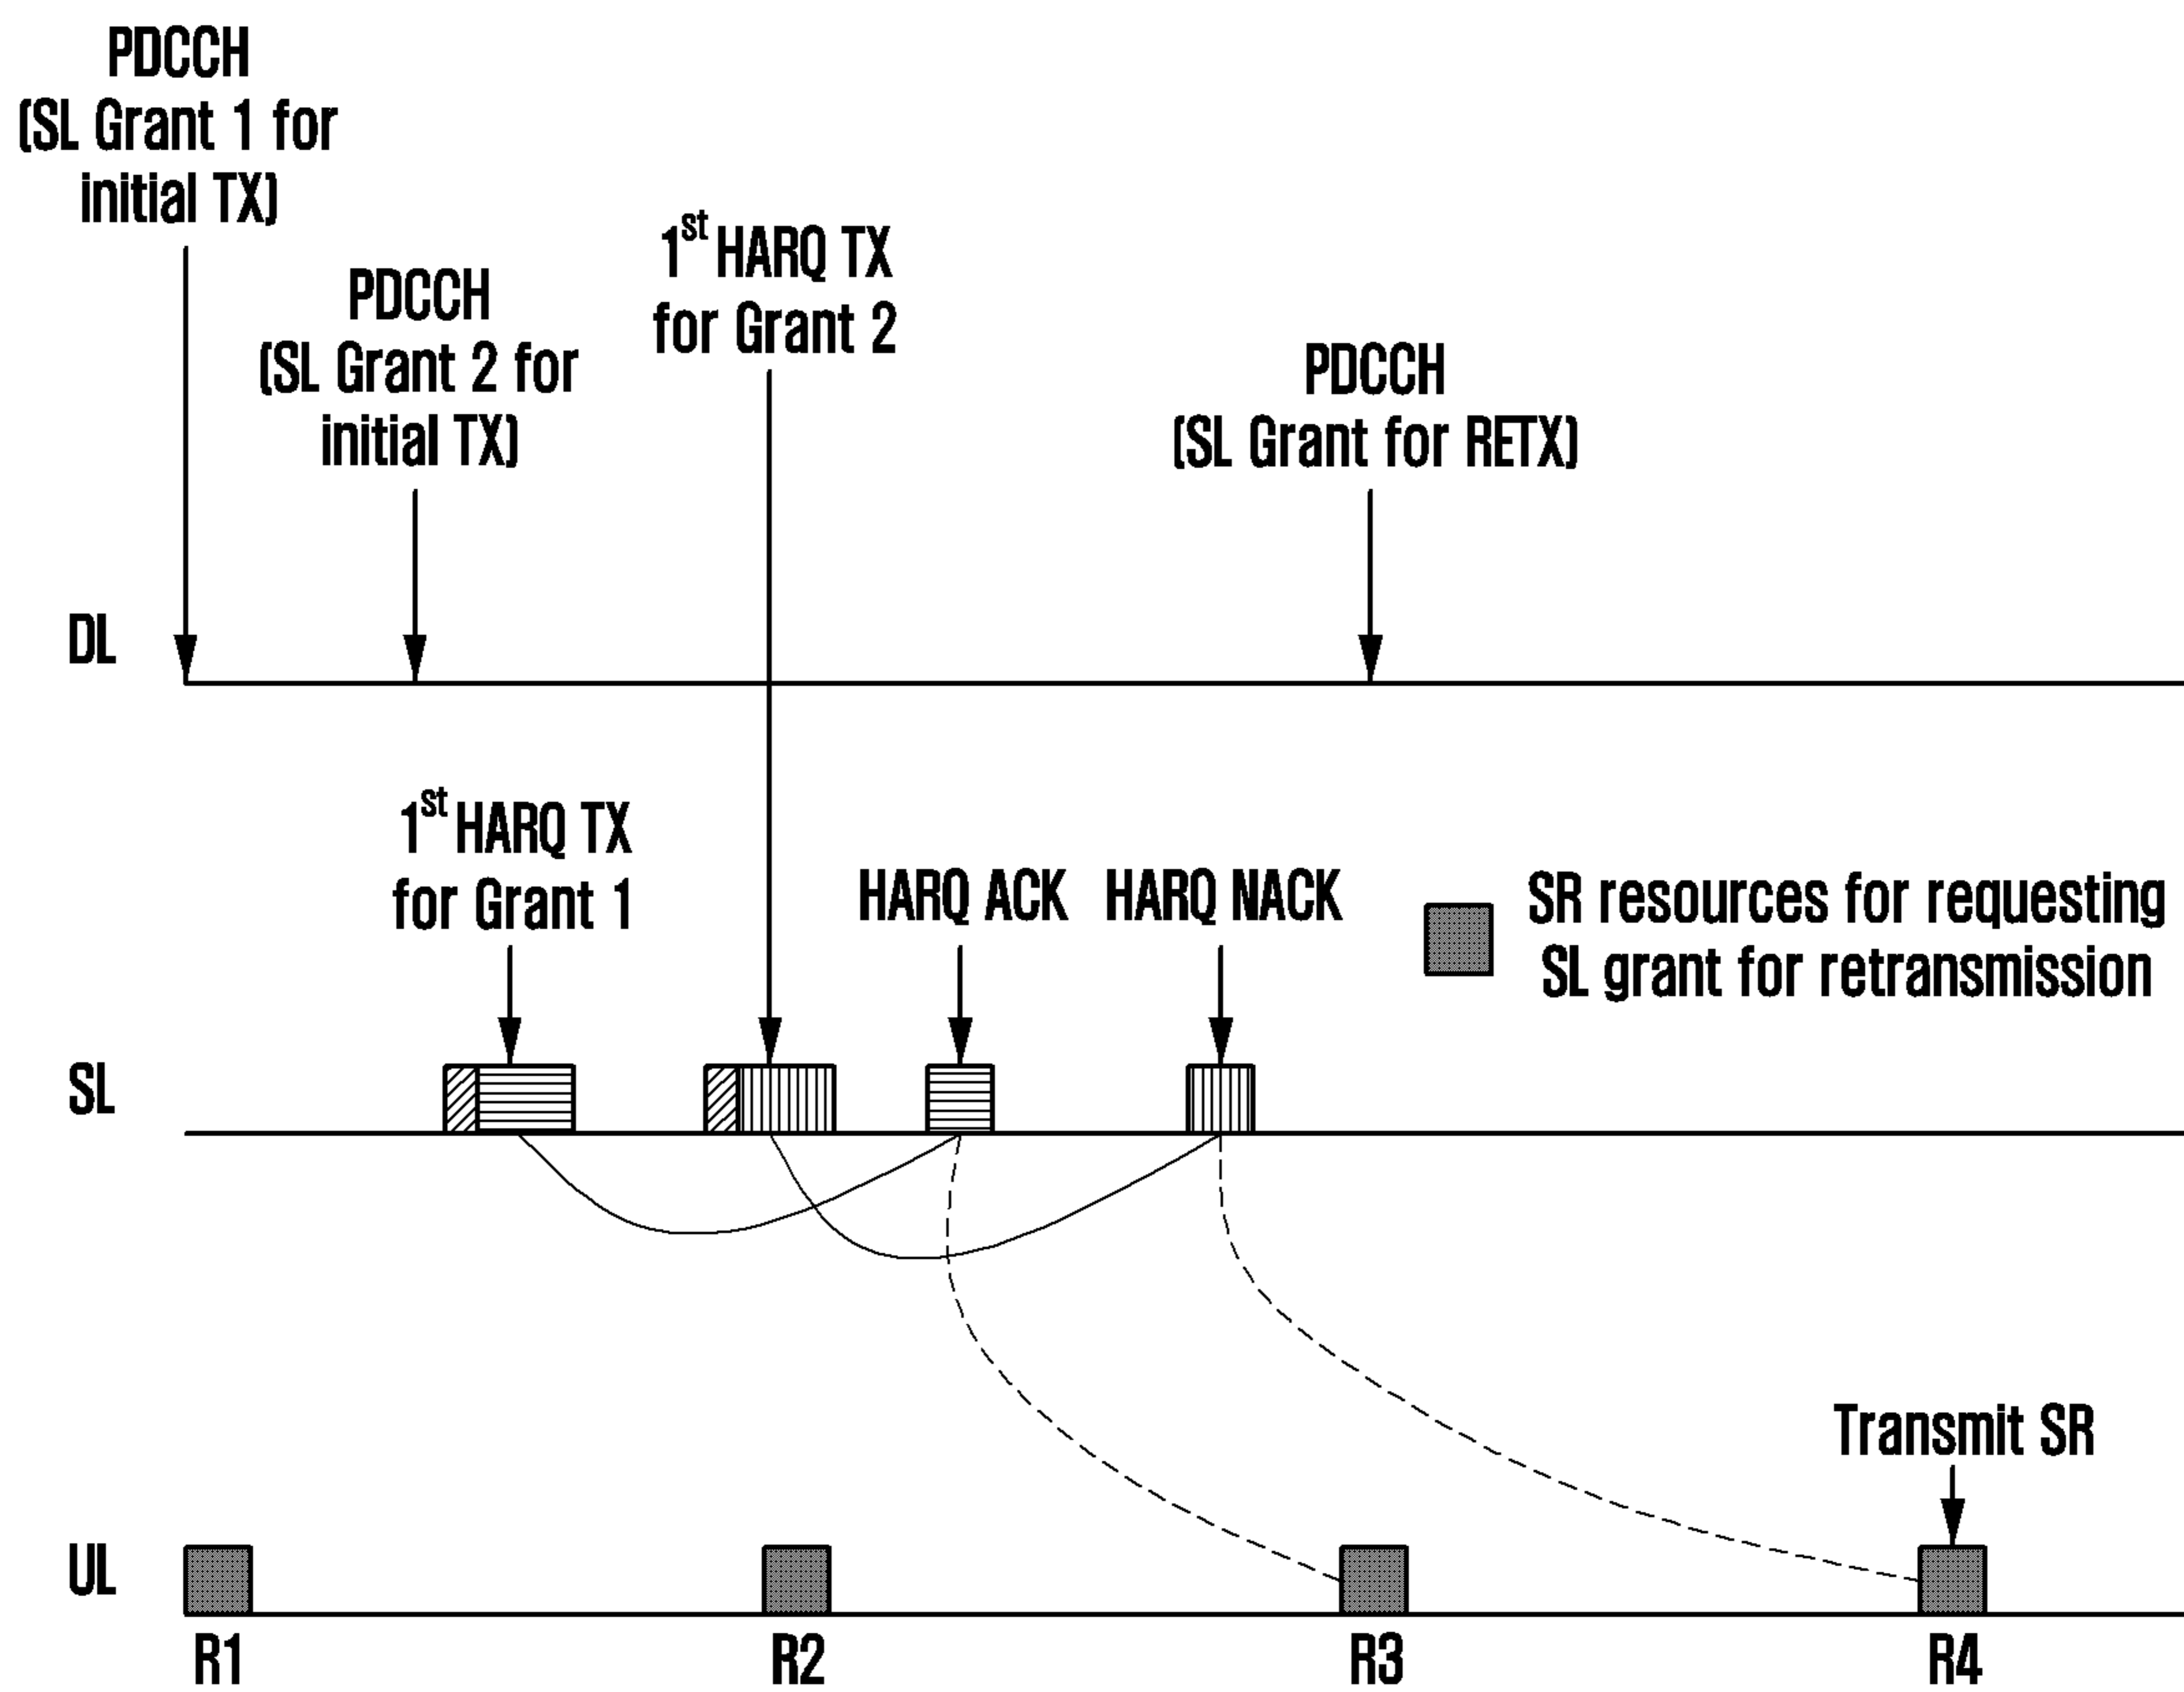 PDCCH
(SL Grant 1 for
initial TX)
PDCCH
(SL Grant 2 for
initial TX)
1st HARQ TX
for Grant 2
PDCCH
(SL Grant for RETX)
DL
1st HARQ TX
for Grant 1
HARQ ACK
HARQ NACK
SR resources for requesting
SL grant for retransmission
SL
Transmit SR
UL
R1
R2
R3
R4